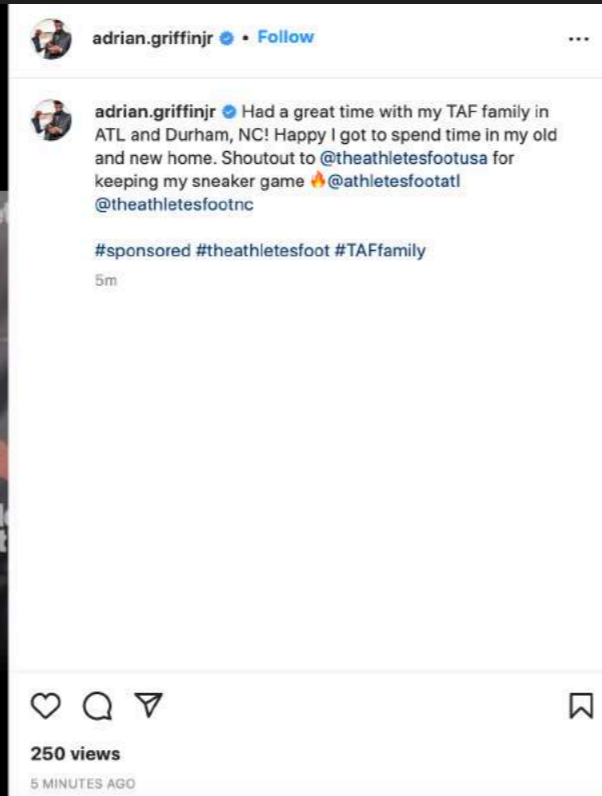 adrian.griffinjr • Follow
adrian.griffinjr Had a great time with my TAF family in
ATL and Durham, NC! Happy I got to spend time in my old
and new home. Shoutout to @theathletesfootusa for
keeping my sneaker game 🔥@athletesfootatl
@theathletesfootnc
#sponsored #theathletesfoot #TAFfamily
5m
250 views
5 MINUTES AGO